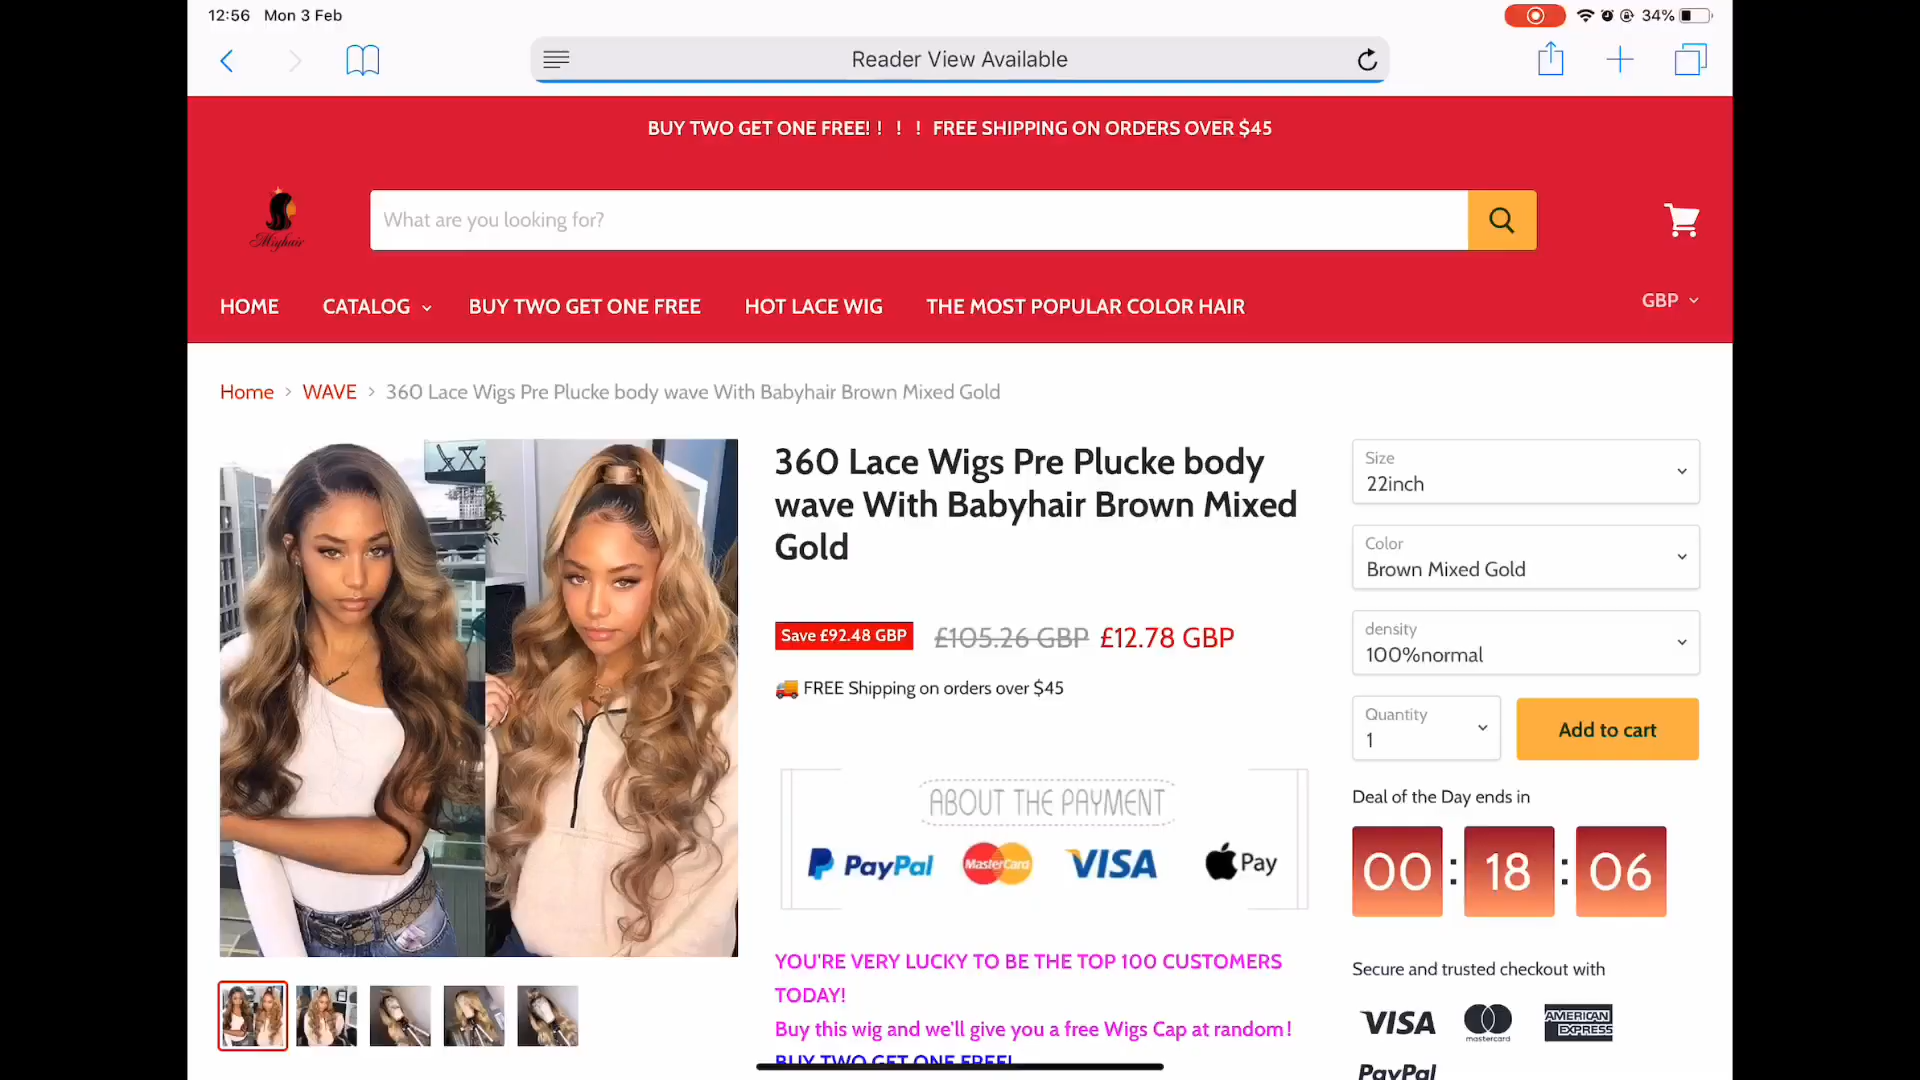 12:56 Mon 3 Feb
34%
Reader View Available
BUY TWO GET ONE FREE! ! ! ! FREE SHIPPING ON ORDERS OVER $45
What are you looking for?
HOME CATALOG BUY TWO GET ONE FREE HOT LACE WIG THE MOST POPULAR COLOR HAIR GBP
Home > WAVE > 360 Lace Wigs Pre Plucke body wave With Babyhair Brown Mixed Gold
360 Lace Wigs Pre Plucke body
wave With Babyhair Brown Mixed
Gold
Save £92.48 GBP £105.26 GBP £12.78 GBP
FREE Shipping on orders over $45
ABOUT THE PAYMENT
PayPal MasterCard VISA Pay
YOU'RE VERY LUCKY TO BE THE TOP 100 CUSTOMERS
TODAY!
Buy this wig and we'll give you a free Wigs Cap at random!
BUY TWO GET ONE FREE!
Size
22inch
Color
Brown Mixed Gold
density
100%normal
Quantity
1
Add to cart
Deal of the Day ends in
00 : 18 : 06
Secure and trusted checkout with
VISA mastercard AMERICAN EXPRESS
PayPal